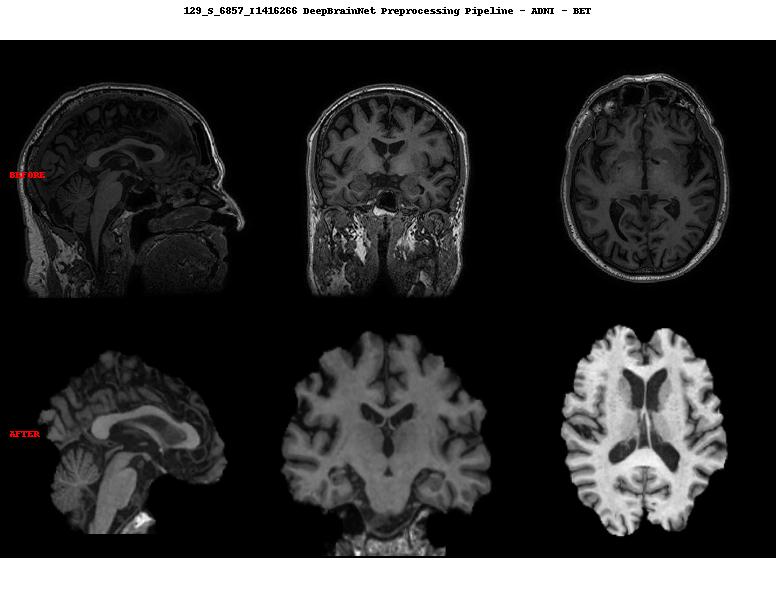 129_S_6857_I1416266 DeepBrainNet Preprocessing Pipeline - ADNI - BET
BEFORE
AFTER